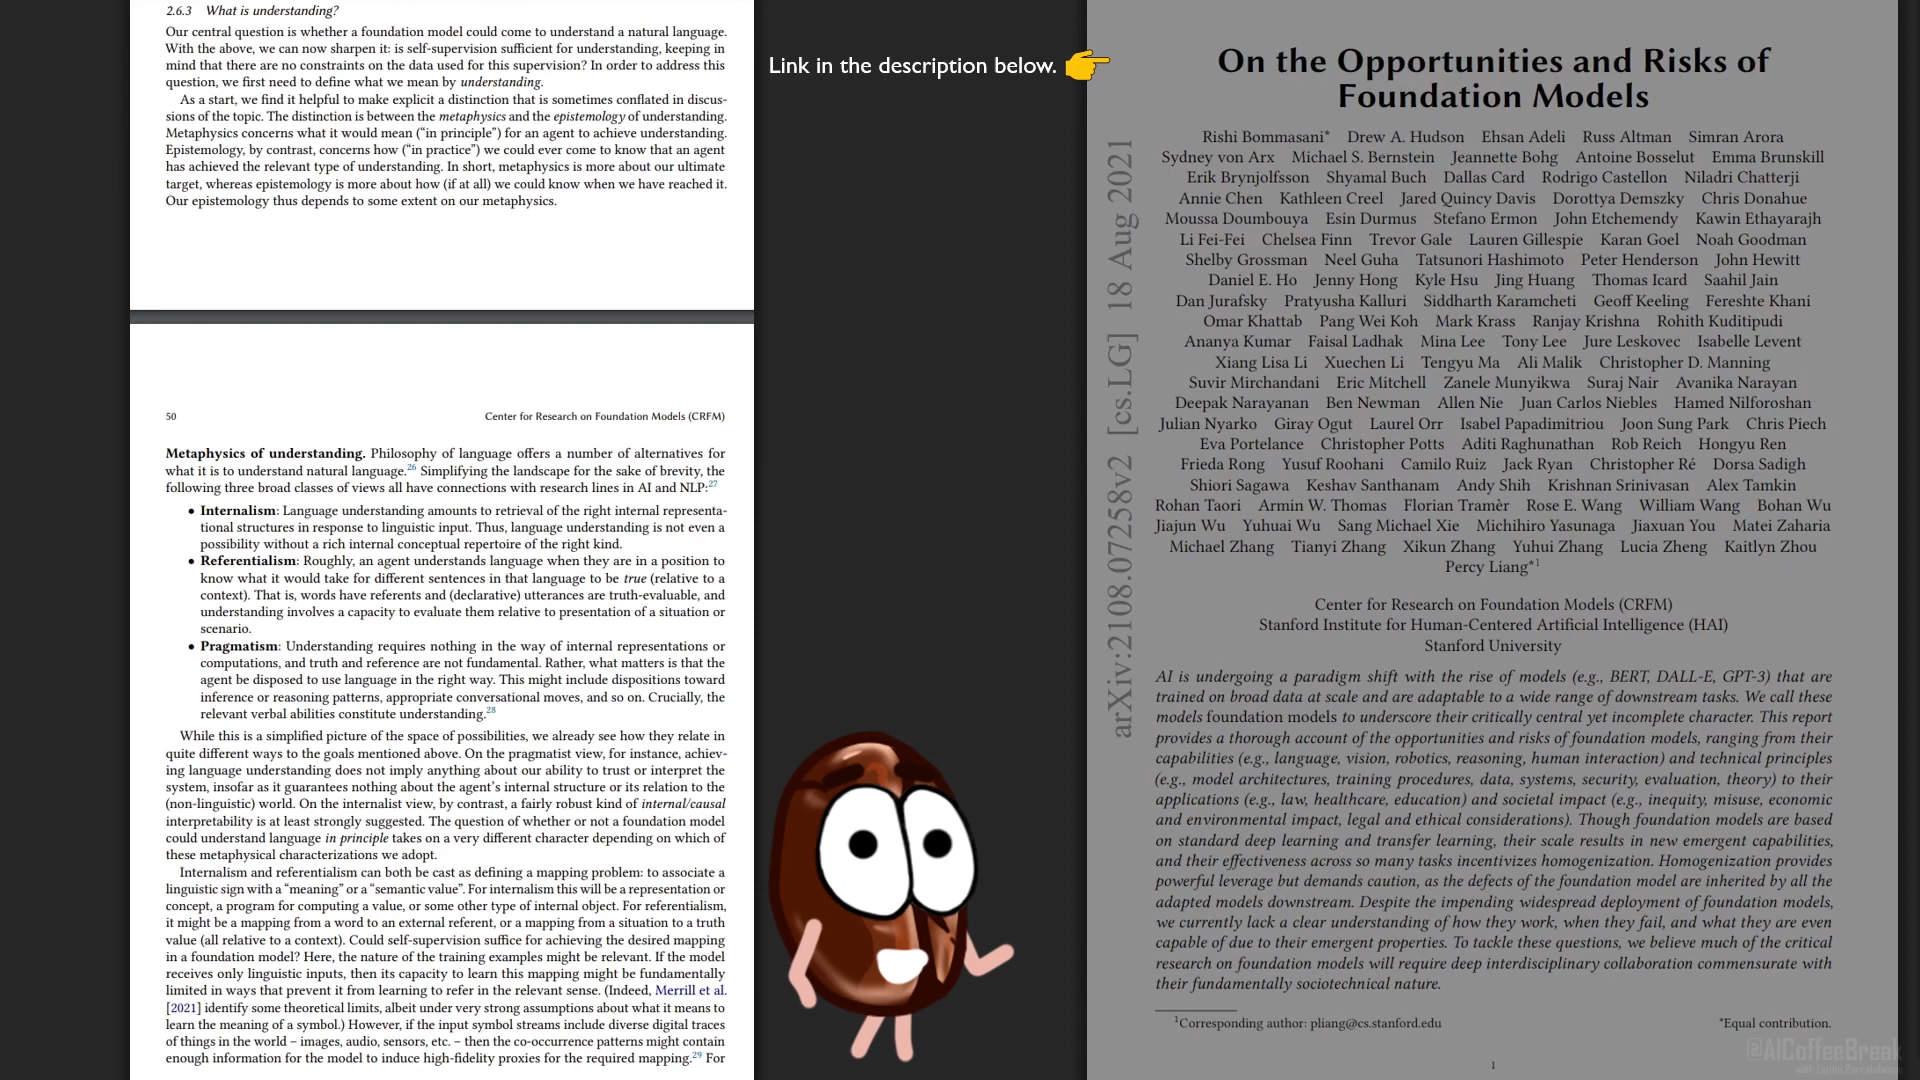 2.6.3 What is understanding?
Our central question is whether a foundation model could come to understand a natural language.
With the above, we can now sharpen it: is self-supervision sufficient for understanding, keeping in
mind that there are no constraints on the data used for this supervision? In order to address this
question, we first need to define what we mean by understanding.
As a start, we find it helpful to make explicit a distinction that is sometimes conflated in discus-
sions of the topic. The distinction is between the metaphysics and the epistemology of understanding.
Metaphysics concerns what it would mean (“in principle”) for an agent to achieve understanding.
Epistemology, by contrast, concerns how (“in practice”) we could ever come to know that an agent
has achieved the relevant type of understanding. In short, metaphysics is more about our ultimate
target, whereas epistemology is more about how (if at all) we could know when we have reached it.
Our epistemology thus depends to some extent on our metaphysics.
50 Center for Research on Foundation Models (CRFM)
Metaphysics of understanding. Philosophy of language offers a number of alternatives for
what it is to understand natural language.26 Simplifying the landscape for the sake of brevity, the
following three broad classes of views all have connections with research lines in AI and NLP:27
• Internalism: Language understanding amounts to retrieval of the right internal representa-
tional structures in response to linguistic input. Thus, language understanding is not even a
possibility without a rich internal conceptual repertoire of the right kind.
• Referentialism: Roughly, an agent understands language when they are in a position to
know what it would take for different sentences in that language to be true (relative to a
context). That is, words have referents and (declarative) utterances are truth-evaluable, and
understanding involves a capacity to evaluate them relative to presentation of a situation or
scenario.
• Pragmatism: Understanding requires nothing in the way of internal representations or
computations, and truth and reference are not fundamental. Rather, what matters is that the
agent be disposed to use language in the right way. This might include dispositions toward
inference or reasoning patterns, appropriate conversational moves, and so on. Crucially, the
relevant verbal abilities constitute understanding.28
While this is a simplified picture of the space of possibilities, we already see how they relate in
quite different ways to the goals mentioned above. On the pragmatist view, for instance, achiev-
ing language understanding does not imply anything about our ability to trust or interpret the
system, insofar as it guarantees nothing about the agent’s internal structure or its relation to the
(non-linguistic) world. On the internalist view, by contrast, a fairly robust kind of internal/causal
interpretability is at least strongly suggested. The question of whether or not a foundation model
could understand language in principle takes on a very different character depending on which of
these metaphysical characterizations we adopt.
Internalism and referentialism can both be cast as defining a mapping problem: to associate a
linguistic sign with a “meaning” or a “semantic value”. For internalism this will be a representation or
concept, a program for computing a value, or some other type of internal object. For referentialism,
it might be a mapping from a word to an external referent, or a mapping from a situation to a truth
value (all relative to a context). Could self-supervision suffice for achieving the desired mapping
in a foundation model? Here, the nature of the training examples might be relevant. If the model
receives only linguistic inputs, then its capacity to learn this mapping might be fundamentally
limited in ways that prevent it from learning to refer in the relevant sense. (Indeed, Merrill et al.
[2021] identify some theoretical limits, albeit under very strong assumptions about what it means to
learn the meaning of a symbol.) However, if the input symbol streams include diverse digital traces
of things in the world – images, audio, sensors, etc. – then the co-occurrence patterns might contain
enough information for the model to induce high-fidelity proxies for the required mapping.29 For
Link in the description below.
On the Opportunities and Risks of
Foundation Models
Rishi Bommasani* Drew A. Hudson Ehsan Adeli Russ Altman Simran Arora
Sydney von Arx Michael S. Bernstein Jeannette Bohg Antoine Bosselut Emma Brunskill
Erik Brynjolfsson Shyamal Buch Dallas Card Rodrigo Castellon Niladri Chatterji
Annie Chen Kathleen Creel Jared Quincy Davis Dorottya Demszky Chris Donahue
Moussa Doumbouya Esin Durmus Stefano Ermon John Etchemendy Kawin Ethayarajh
Li Fei-Fei Chelsea Finn Trevor Gale Lauren Gillespie Karan Goel Noah Goodman
Shelby Grossman Neel Guha Tatsunori Hashimoto Peter Henderson John Hewitt
Daniel E. Ho Jenny Hong Kyle Hsu Jing Huang Thomas Icard Saahil Jain
Dan Jurafsky Pratyusha Kalluri Siddharth Karamcheti Geoff Keeling Fereshte Khani
Omar Khattab Pang Wei Koh Mark Krass Ranjay Krishna Rohith Kuditipudi
Ananya Kumar Faisal Ladhak Mina Lee Tony Lee Jure Leskovec Isabelle Levent
Xiang Lisa Li Xuechen Li Tengyu Ma Ali Malik Christopher D. Manning
Suvir Mirchandani Eric Mitchell Zanele Munyikwa Suraj Nair Avanika Narayan
Deepak Narayanan Ben Newman Allen Nie Juan Carlos Niebles Hamed Nilforoshan
Julian Nyarko Giray Ogut Laurel Orr Isabel Papadimitriou Joon Sung Park Chris Piech
Eva Portelance Christopher Potts Aditi Raghunathan Rob Reich Hongyu Ren
Frieda Rong Yusuf Roohani Camilo Ruiz Jack Ryan Christopher Ré Dorsa Sadigh
Shiori Sagawa Keshav Santhanam Andy Shih Krishnan Srinivasan Alex Tamkin
Rohan Taori Armin W. Thomas Florian Tramèr Rose E. Wang William Wang Bohan Wu
Jiajun Wu Yuhuai Wu Sang Michael Xie Michihiro Yasunaga Jiaxuan You Matei Zaharia
Michael Zhang Tianyi Zhang Xikun Zhang Yuhui Zhang Lucia Zheng Kaitlyn Zhou
Percy Liang*1
Center for Research on Foundation Models (CRFM)
Stanford Institute for Human-Centered Artificial Intelligence (HAI)
Stanford University
AI is undergoing a paradigm shift with the rise of models (e.g., BERT, DALL-E, GPT-3) that are
trained on broad data at scale and are adaptable to a wide range of downstream tasks. We call these
models foundation models to underscore their critically central yet incomplete character. This report
provides a thorough account of the opportunities and risks of foundation models, ranging from their
capabilities (e.g., language, vision, robotics, reasoning, human interaction) and technical principles
(e.g., model architectures, training procedures, data, systems, security, evaluation, theory) to their
applications (e.g., law, healthcare, education) and societal impact (e.g., inequity, misuse, economic
and environmental impact, legal and ethical considerations). Though foundation models are based
on standard deep learning and transfer learning, their scale results in new emergent capabilities,
and their effectiveness across so many tasks incentivizes homogenization. Homogenization provides
powerful leverage but demands caution, as the defects of the foundation model are inherited by all the
adapted models downstream. Despite the impending widespread deployment of foundation models,
we currently lack a clear understanding of how they work, when they fail, and what they are even
capable of due to their emergent properties. To tackle these questions, we believe much of the critical
research on foundation models will require deep interdisciplinary collaboration commensurate with
their fundamentally sociotechnical nature.
1Corresponding author: pliang@cs.stanford.edu *Equal contribution.
1
arXiv:2108.07258v2 [cs.LG] 18 Aug 2021
@AICoffeeBreak